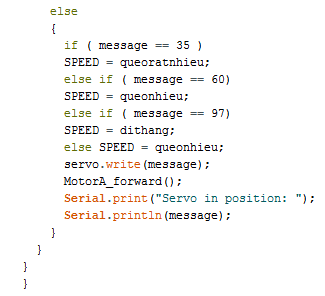 else
{
if ( message == 35 )
SPEED = queoratnhieu;
else if ( message == 60)
SPEED = queonhieu;
else if ( message == 97)
SPEED = dithang;
else SPEED = queonhieu;
servo.write(message);
MotorA_forward();
Serial.print("Servo in position: ");
Serial.println(message);
}
}
}
}